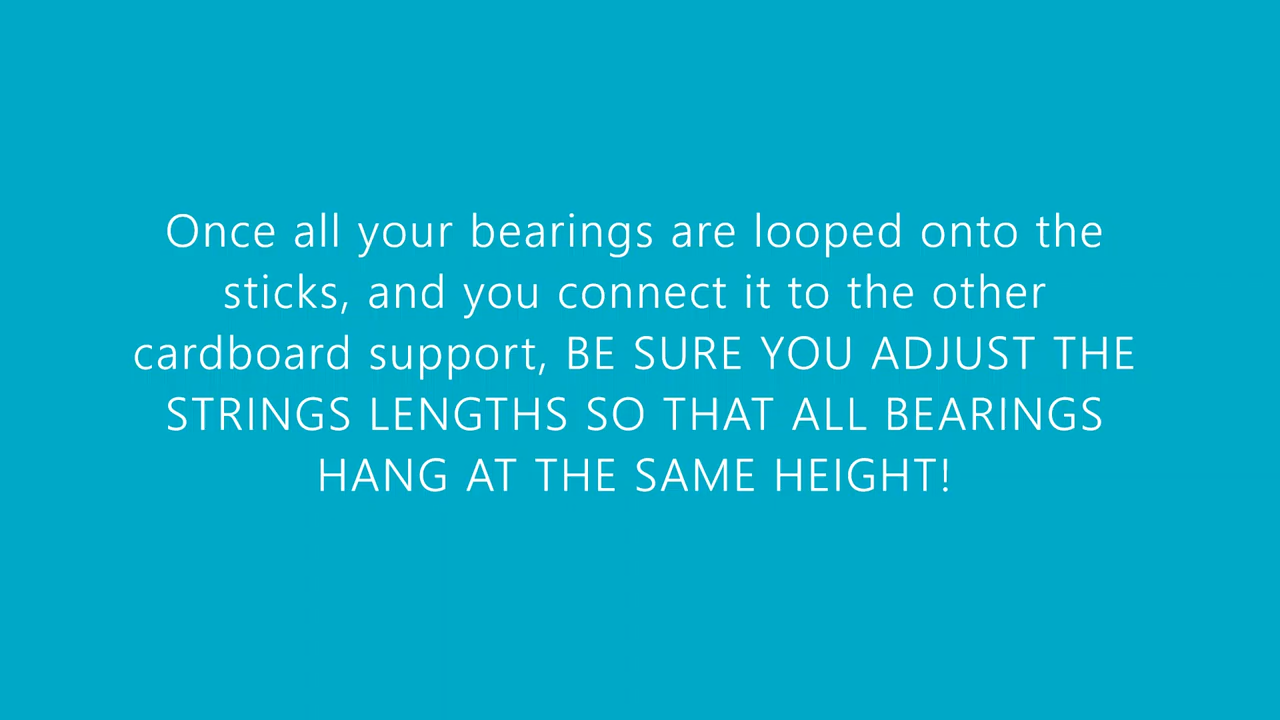 Once all your bearings are looped onto the
sticks, and you connect it to the other
cardboard support, BE SURE YOU ADJUST THE
STRINGS LENGTHS SO THAT ALL BEARINGS
HANG AT THE SAME HEIGHT!